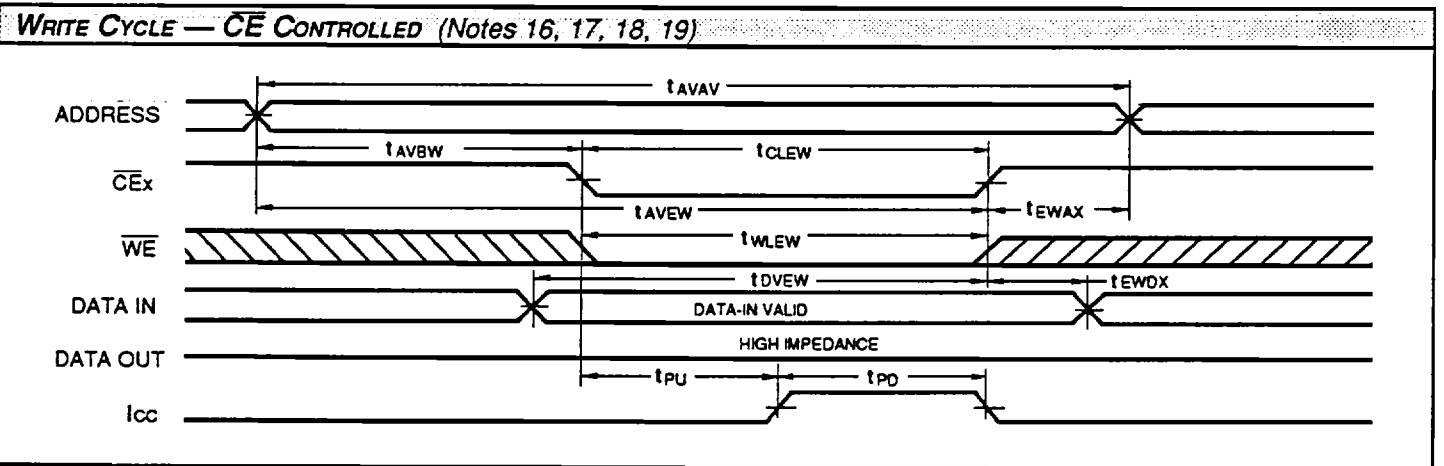 WRITE CYCLE — CE CONTROLLED (Notes 16, 17, 18, 19)
tAVAV
ADDRESS
tAVBW
tCLEW
CEx
tAVEW
tEWAX
WE
tWLEW
tDVEW
tEWDX
DATA IN
DATA-IN VALID
HIGH IMPEDANCE
DATA OUT
tPU
tPD
Icc